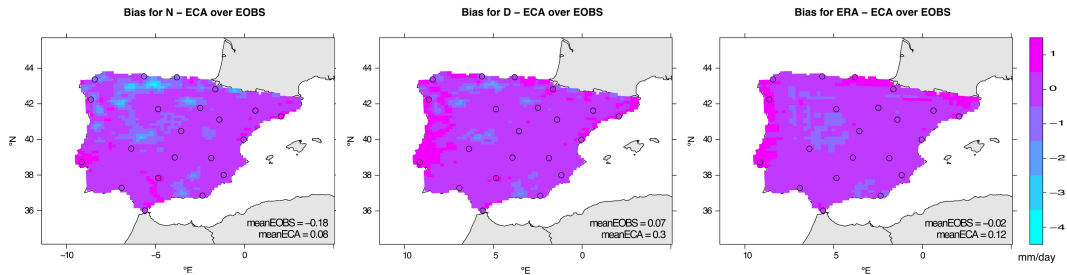 Bias for N − ECA over EOBS
Bias for D − ECA over EOBS
Bias for ERA − ECA over EOBS
44
42
40
38
36
°N
−10
−5
0
°E
meanEOBS = −0.18
meanECA = 0.08
44
42
40
38
36
°N
10
5
0
°E
meanEOBS = 0.07
meanECA = 0.3
44
42
40
38
36
°N
10
5
0
°E
meanEOBS = −0.02
meanECA = 0.12
1
0
−1
−2
−3
−4
mm/day